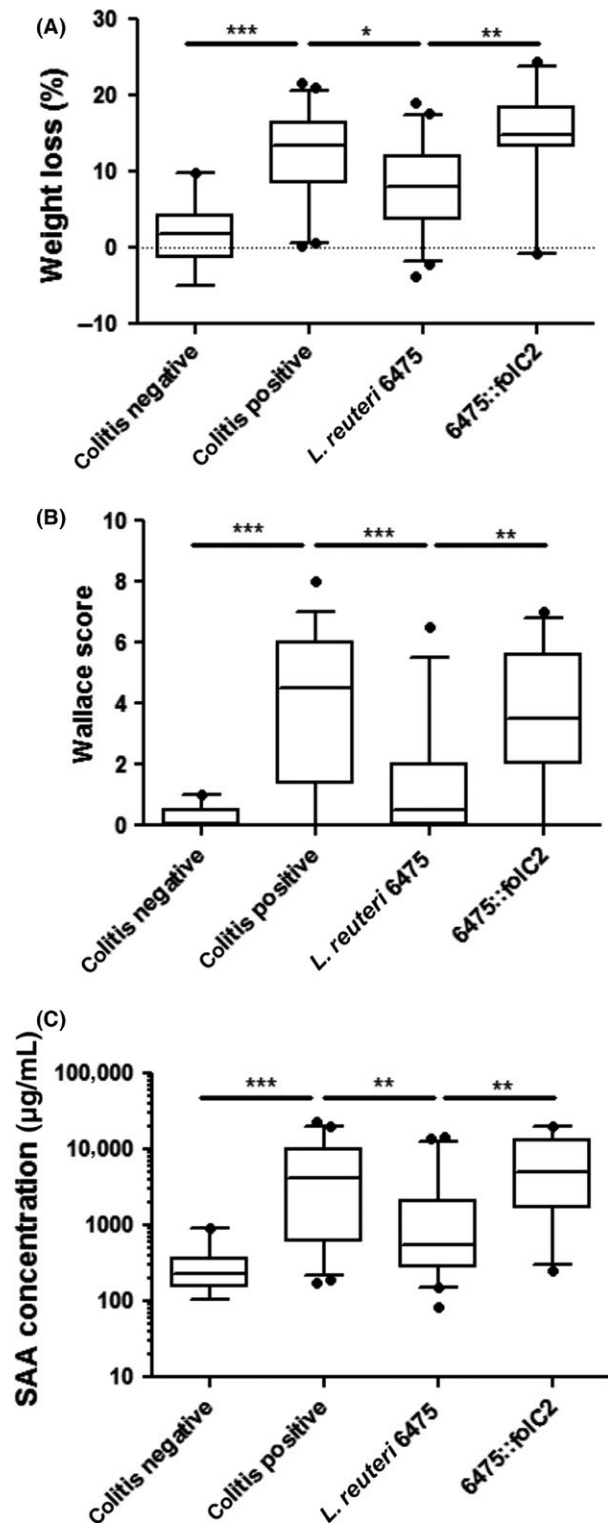 (A)
*** * **
Weight loss (%)
30
20
10
0
–10
Colitis negative
Colitis positive
L. reuteri 6475
6475::folC2
(B)
*** *** **
Wallace score
10
8
6
4
2
0
Colitis negative
Colitis positive
L. reuteri 6475
6475::folC2
(C)
*** ** **
SAA concentration (µg/mL)
100,000
10,000
1000
100
10
Colitis negative
Colitis positive
L. reuteri 6475
6475::folC2